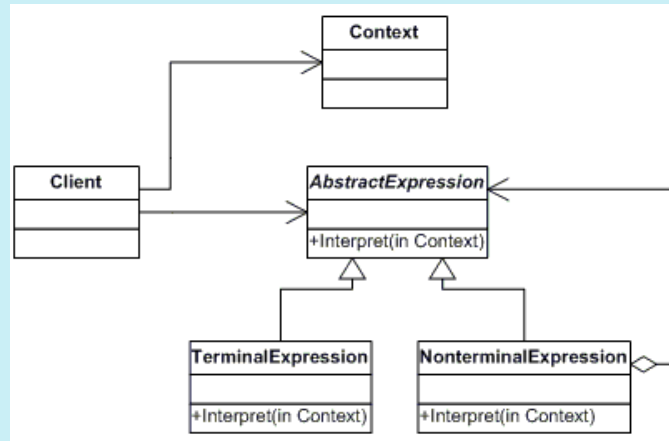 Context
Client
AbstractExpression
+Interpret(in Context)
TerminalExpression
+Interpret(in Context)
NonterminalExpression
+Interpret(in Context)